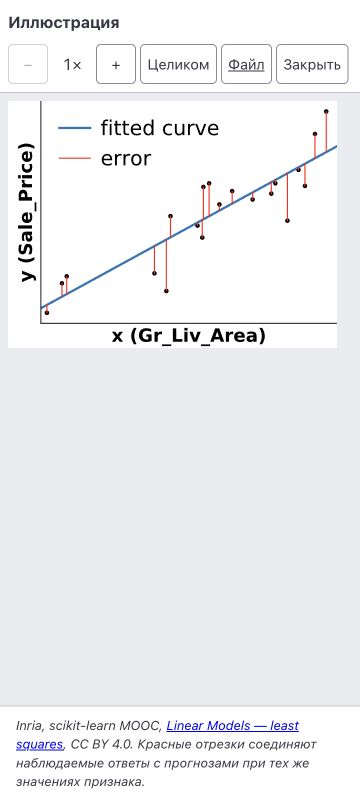 Иллюстрация
− 1× + Целиком Файл Закрыть
fitted curve
error
y (Sale_Price)
x (Gr_Liv_Area)
Inria, scikit-learn MOOC, Linear Models — least
squares, CC BY 4.0. Красные отрезки соединяют
наблюдаемые ответы с прогнозами при тех же
значениях признака.